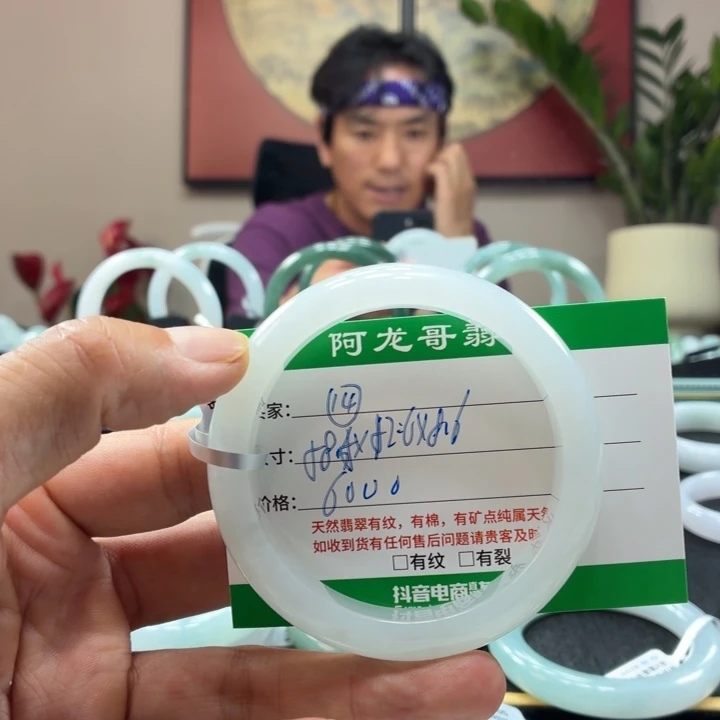 阿龙哥翡
家: ⑭
寸:
价格: 6000
天然翡翠有纹，有棉，有矿点纯属天然
如收到货有任何售后问题请贵客及时
□有纹 □有裂
抖音电商